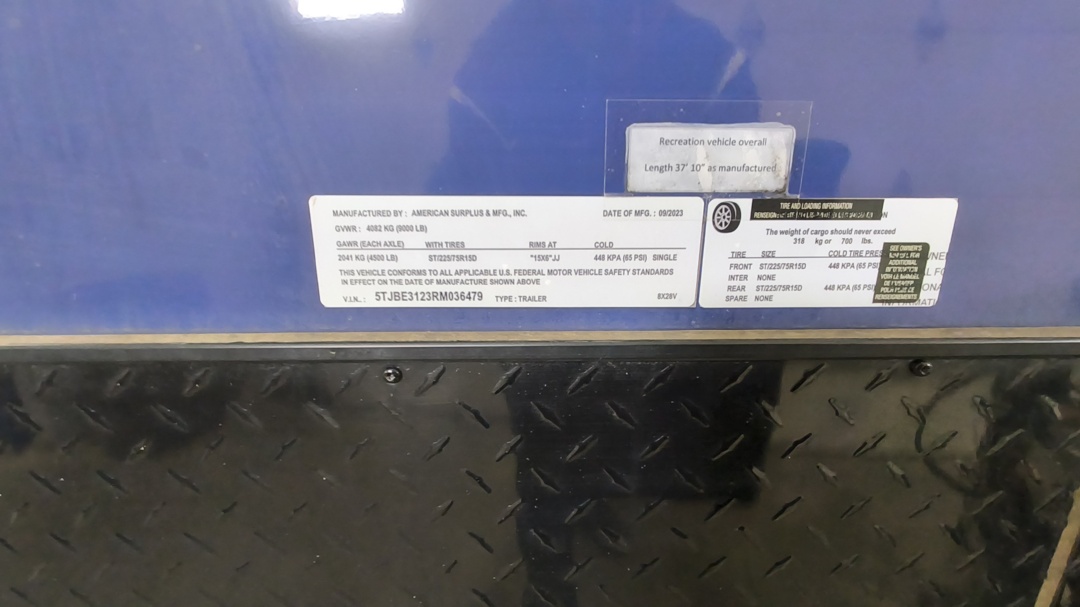 Recreation vehicle overall
Length 37' 10" as manufactured
MANUFACTURED BY : AMERICAN SURPLUS & MFG., INC. DATE OF MFG. : 09/2023
GVWR : 4082 KG (9000 LB)
GAWR (EACH AXLE) WITH TIRES RIMS AT COLD
2041 KG (4500 LB) ST/225/75R15D "15X6"JJ 448 KPA (65 PSI) SINGLE
THIS VEHICLE CONFORMS TO ALL APPLICABLE U.S. FEDERAL MOTOR VEHICLE SAFETY STANDARDS
IN EFFECT ON THE DATE OF MANUFACTURE SHOWN ABOVE
V.I.N.: 5TJBE3123RM036479 TYPE : TRAILER 8X28V
TIRE AND LOADING INFORMATION
The weight of cargo should never exceed
318 kg or 700 lbs.
TIRE SIZE COLD TIRE PRES
FRONT ST/225/75R15D 448 KPA (65 PSI)
INTER NONE
REAR ST/225/75R15D 448 KPA (65 PSI)
SPARE NONE
SEE OWNER'S
ADDITIONAL
RENSEIGNEMENTS